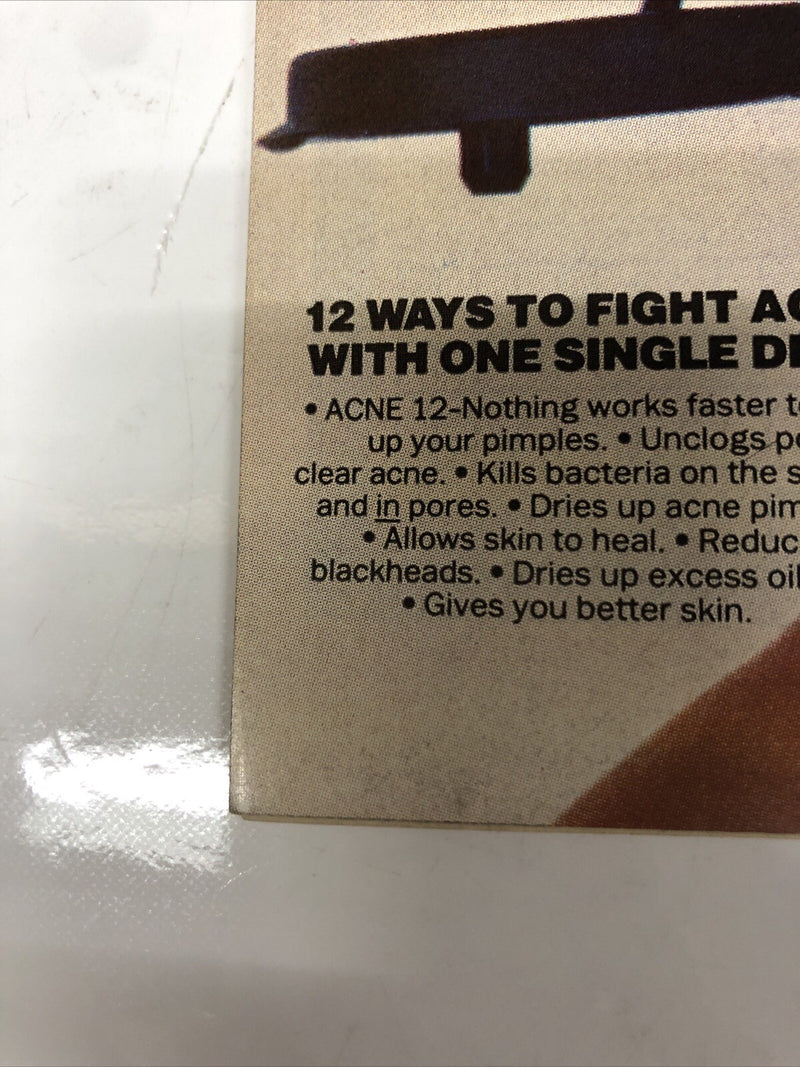 12 WAYS TO FIGHT AC
WITH ONE SINGLE D
• ACNE 12–Nothing works faster t
up your pimples. • Unclogs p
clear acne. • Kills bacteria on the s
and in pores. • Dries up acne pim
• Allows skin to heal. • Reduc
blackheads. • Dries up excess oil
• Gives you better skin.